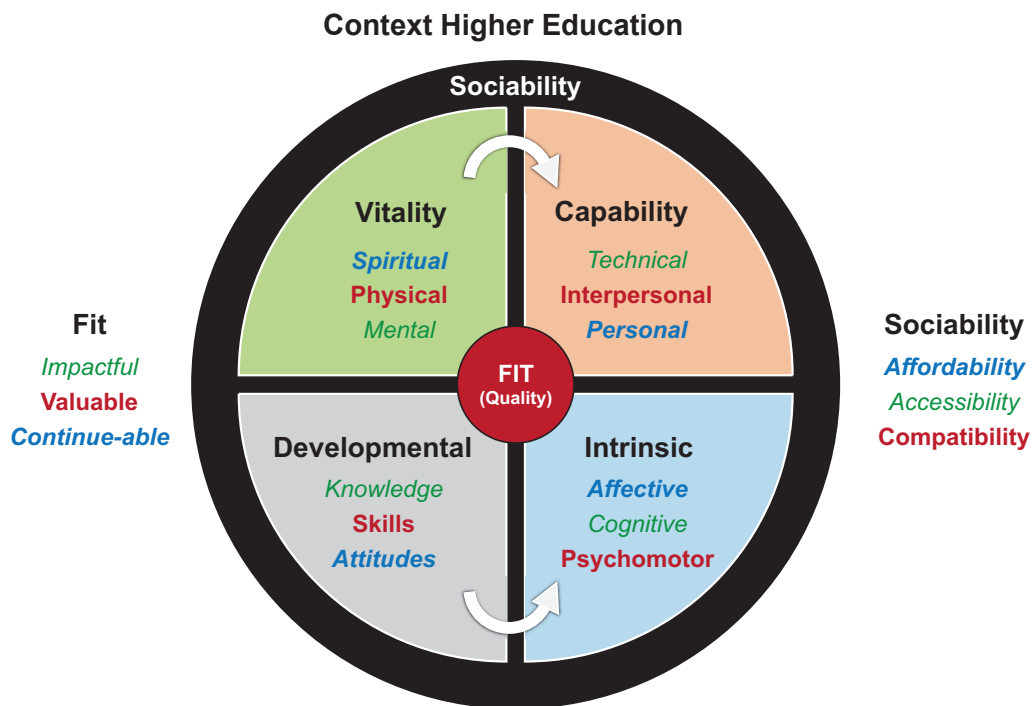 Context Higher Education
Sociability
Vitality
Spiritual
Physical
Mental
Capability
Technical
Interpersonal
Personal
Fit
Impactful
Valuable
Continue-able
FIT
(Quality)
Sociability
Affordability
Accessibility
Compatibility
Developmental
Knowledge
Skills
Attitudes
Intrinsic
Affective
Cognitive
Psychomotor